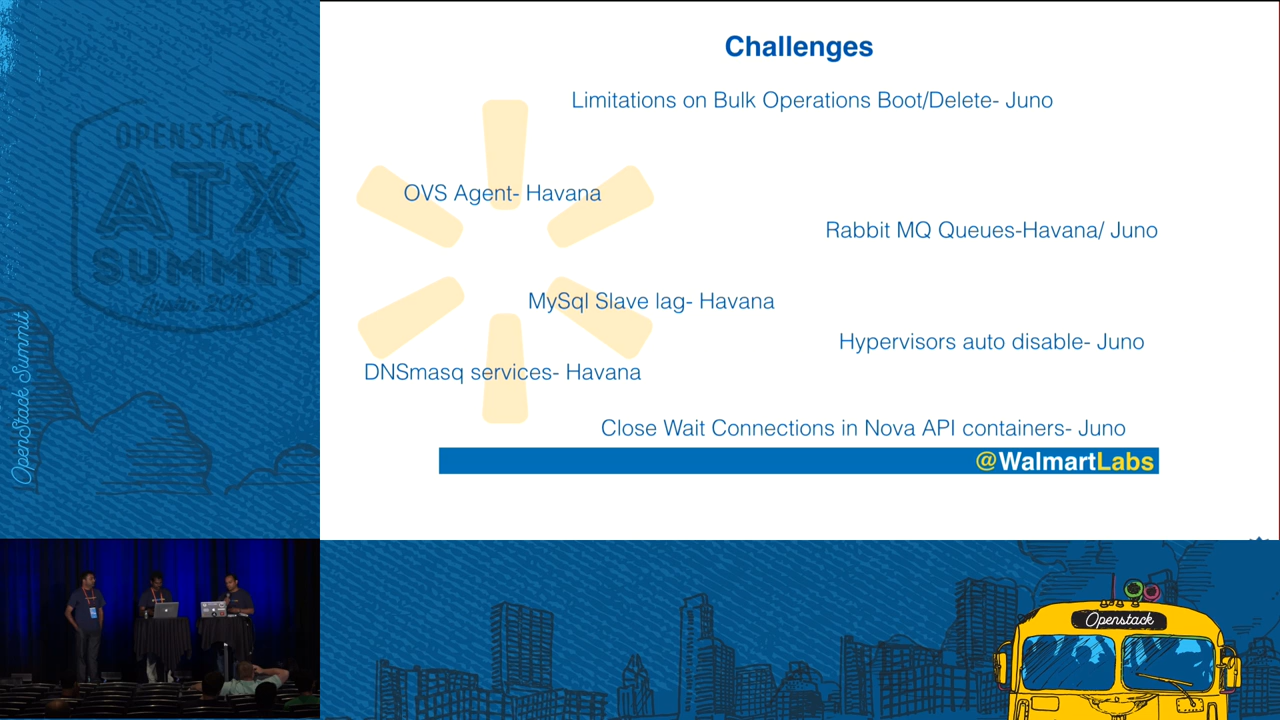 OPENSTACK
ATX
SUMMIT
Austin 2016
OpenStack Summit
Challenges
Limitations on Bulk Operations Boot/Delete- Juno
OVS Agent- Havana
Rabbit MQ Queues-Havana/ Juno
MySql Slave lag- Havana
Hypervisors auto disable- Juno
DNSmasq services- Havana
Close Wait Connections in Nova API containers- Juno
@WalmartLabs
Openstack